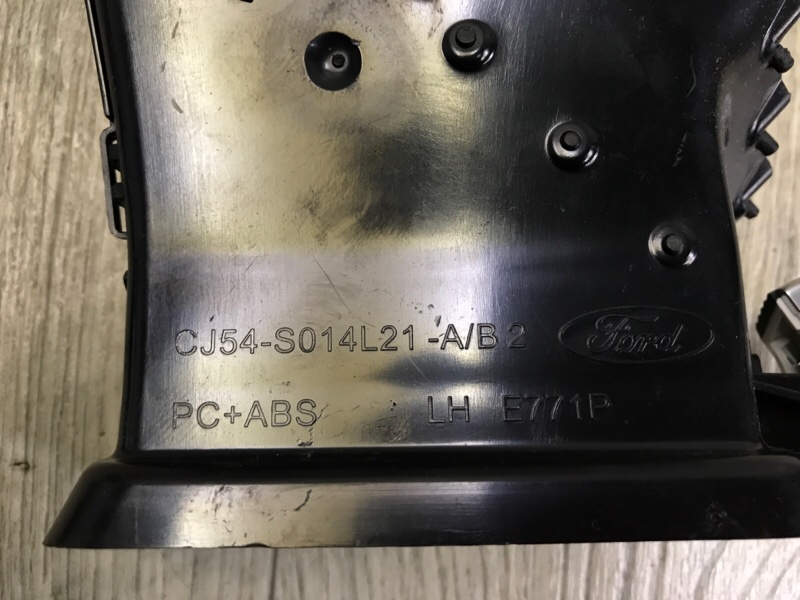 CJ54-S014L21-A/B 2 Ford
PC+ABS LH E771P